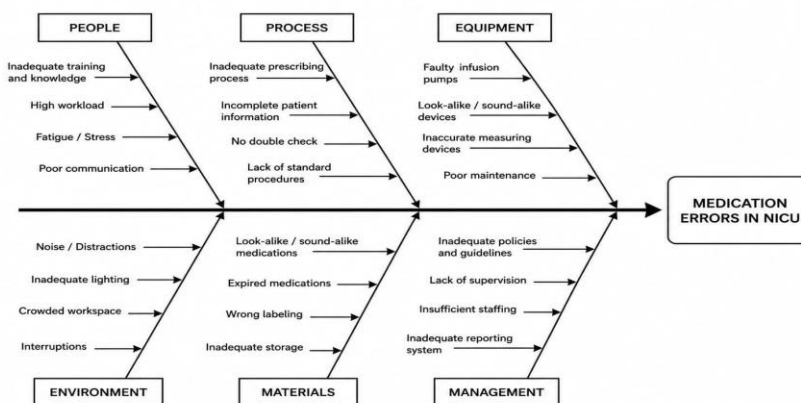 PEOPLE
PROCESS
EQUIPMENT
Inadequate training
and knowledge
High workload
Fatigue / Stress
Poor communication
Inadequate prescribing
process
Incomplete patient
information
No double check
Lack of standard
procedures
Faulty infusion
pumps
Look-alike / sound-alike
devices
Inaccurate measuring
devices
Poor maintenance
MEDICATION
ERRORS IN NICU
Noise / Distractions
Inadequate lighting
Crowded workspace
Interruptions
Look-alike / sound-alike
medications
Expired medications
Wrong labeling
Inadequate storage
Inadequate policies
and guidelines
Lack of supervision
Insufficient staffing
Inadequate reporting
system
ENVIRONMENT
MATERIALS
MANAGEMENT